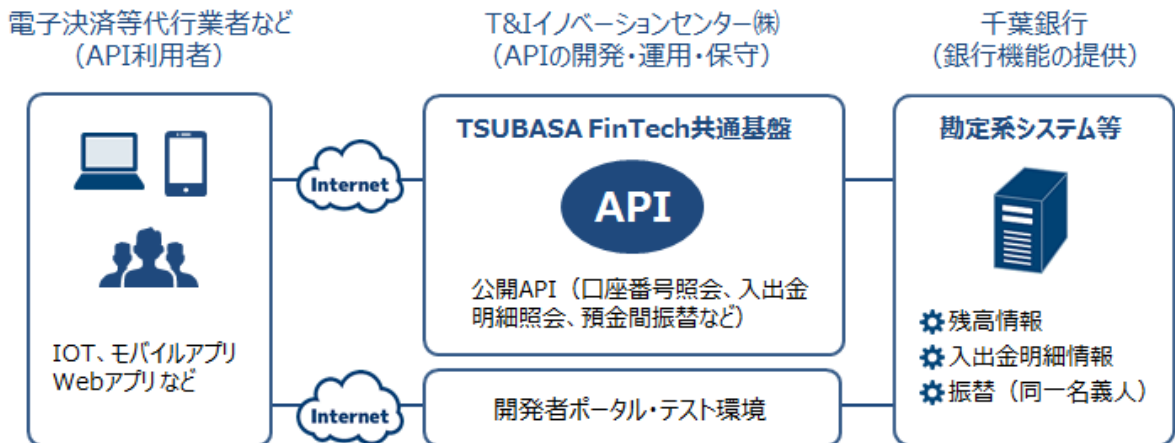 電子決済等代行業者など
（API利用者）
Internet
IOT、モバイルアプリ
Webアプリなど
Internet
T&Iイノベーションセンター㈱
（APIの開発・運用・保守）
TSUBASA FinTech共通基盤
API
公開API（口座番号照会、入出金
明細照会、預金間振替など）
開発者ポータル・テスト環境
千葉銀行
（銀行機能の提供）
勘定系システム等
残高情報
入出金明細情報
振替（同一名義人）